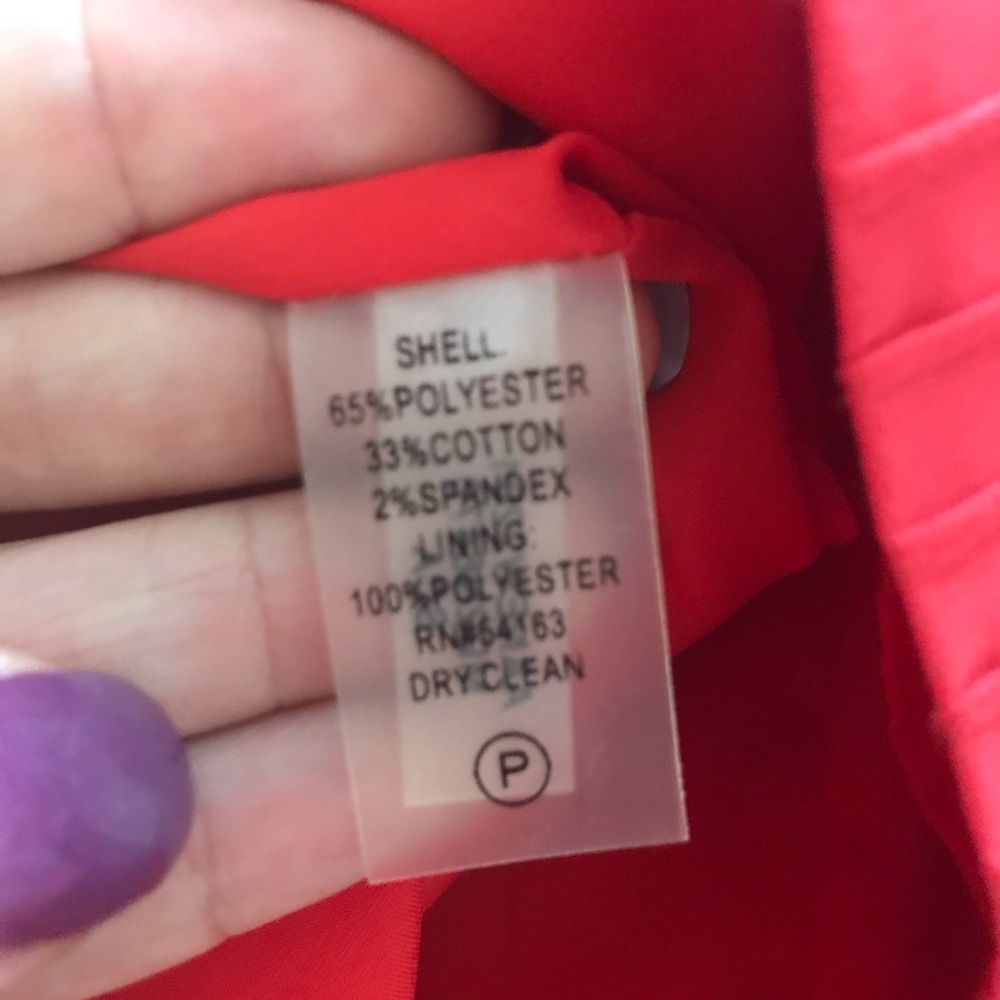 SHELL:
65%POLYESTER
33%COTTON
2%SPANDEX
LINING:
100%POLYESTER
RN#54163
DRY CLEAN
P